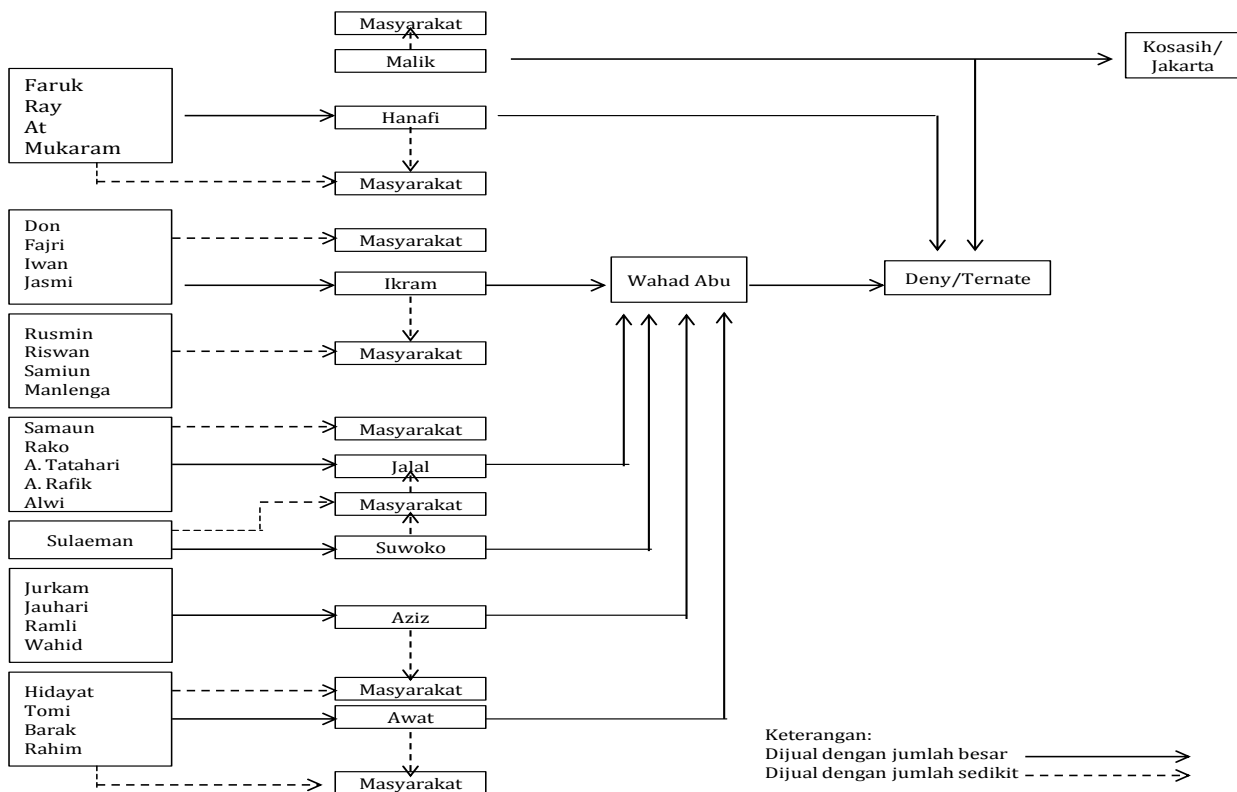 Masyarakat
Malik
Kosasih/
Jakarta
Faruk
Ray
At
Mukaram
Hanafi
Masyarakat
Don
Fajri
Iwan
Jasmi
Masyarakat
Ikram
Wahad Abu
Deny/Ternate
Rusmin
Riswan
Samiun
Manlenga
Masyarakat
Samaun
Rako
A. Tatahari
A. Rafik
Alwi
Masyarakat
Jalal
Masyarakat
Sulaeman
Suwoko
Jurkam
Jauhari
Ramli
Wahid
Aziz
Hidayat
Tomi
Barak
Rahim
Masyarakat
Awat
Masyarakat
Keterangan:
Dijual dengan jumlah besar
Dijual dengan jumlah sedikit